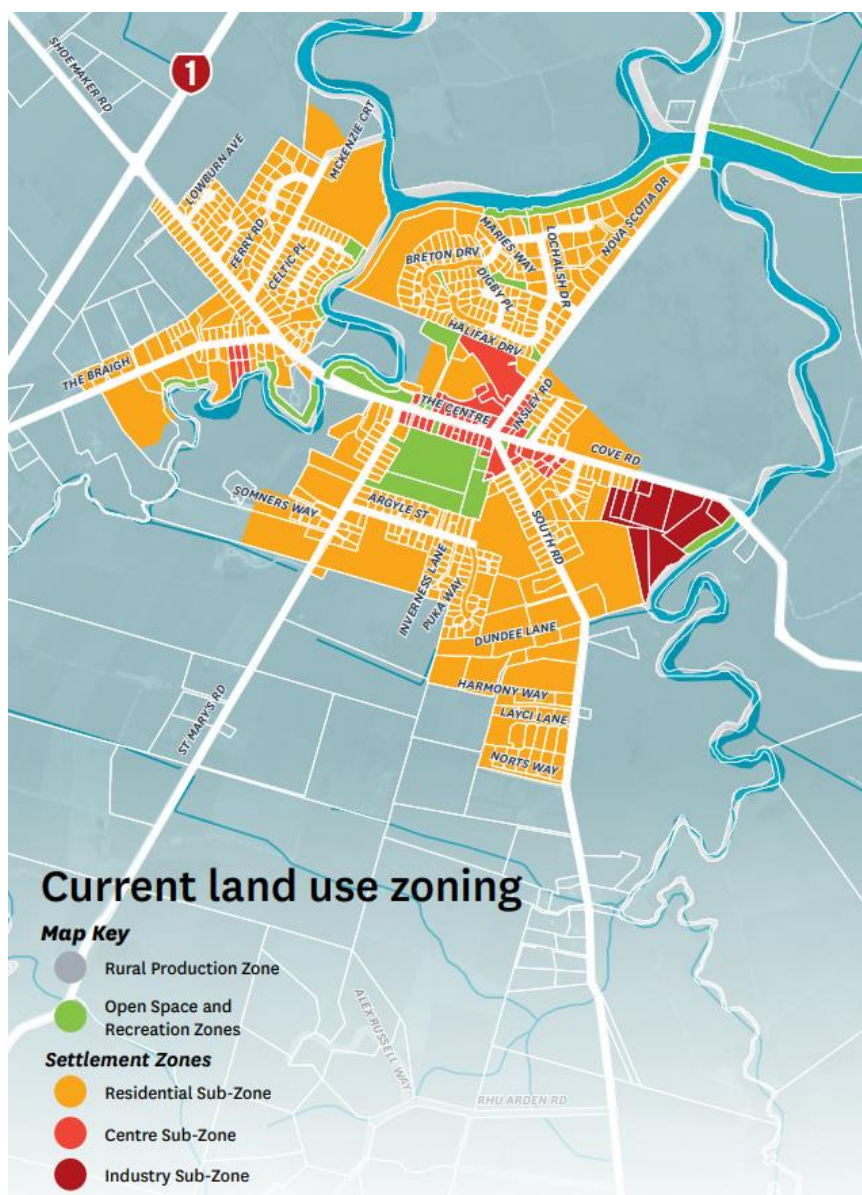 1
SHOEMAKER RD
LOWBURN AVE
MCKENZIE CRT
FERRY RD
CELTIC PL
MARIES WAY
LOCHALSH DR
NOVA SCOTIA DR
BRETON DRV
DIGBY PL
HALIFAX DRV
THE BRAIGH
THE CENTRE
INSLEY RD
COVE RD
SOMNERS WAY
ARGYLE ST
SOUTH RD
INVERNESS LANE
PUKA WAY
DUNDEE LANE
HARMONY WAY
LAYCI LANE
NORTS WAY
ST MARY'S RD
Current land use zoning
Map Key
Rural Production Zone
Open Space and
Recreation Zones
Settlement Zones
Residential Sub-Zone
Centre Sub-Zone
Industry Sub-Zone
ALEX RUSSELL WAY
RHU ARDEN RD